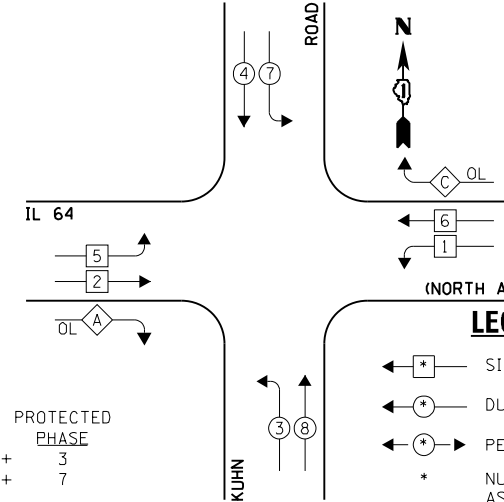 ROAD
N
4 7
C OL
IL 64
6
5
1
2
(NORTH A
A
OL
LEG
* SI
* DU
PROTECTED
PHASE
3 8
* PE
+ 3
+ 7
* NU
AS
KUHN